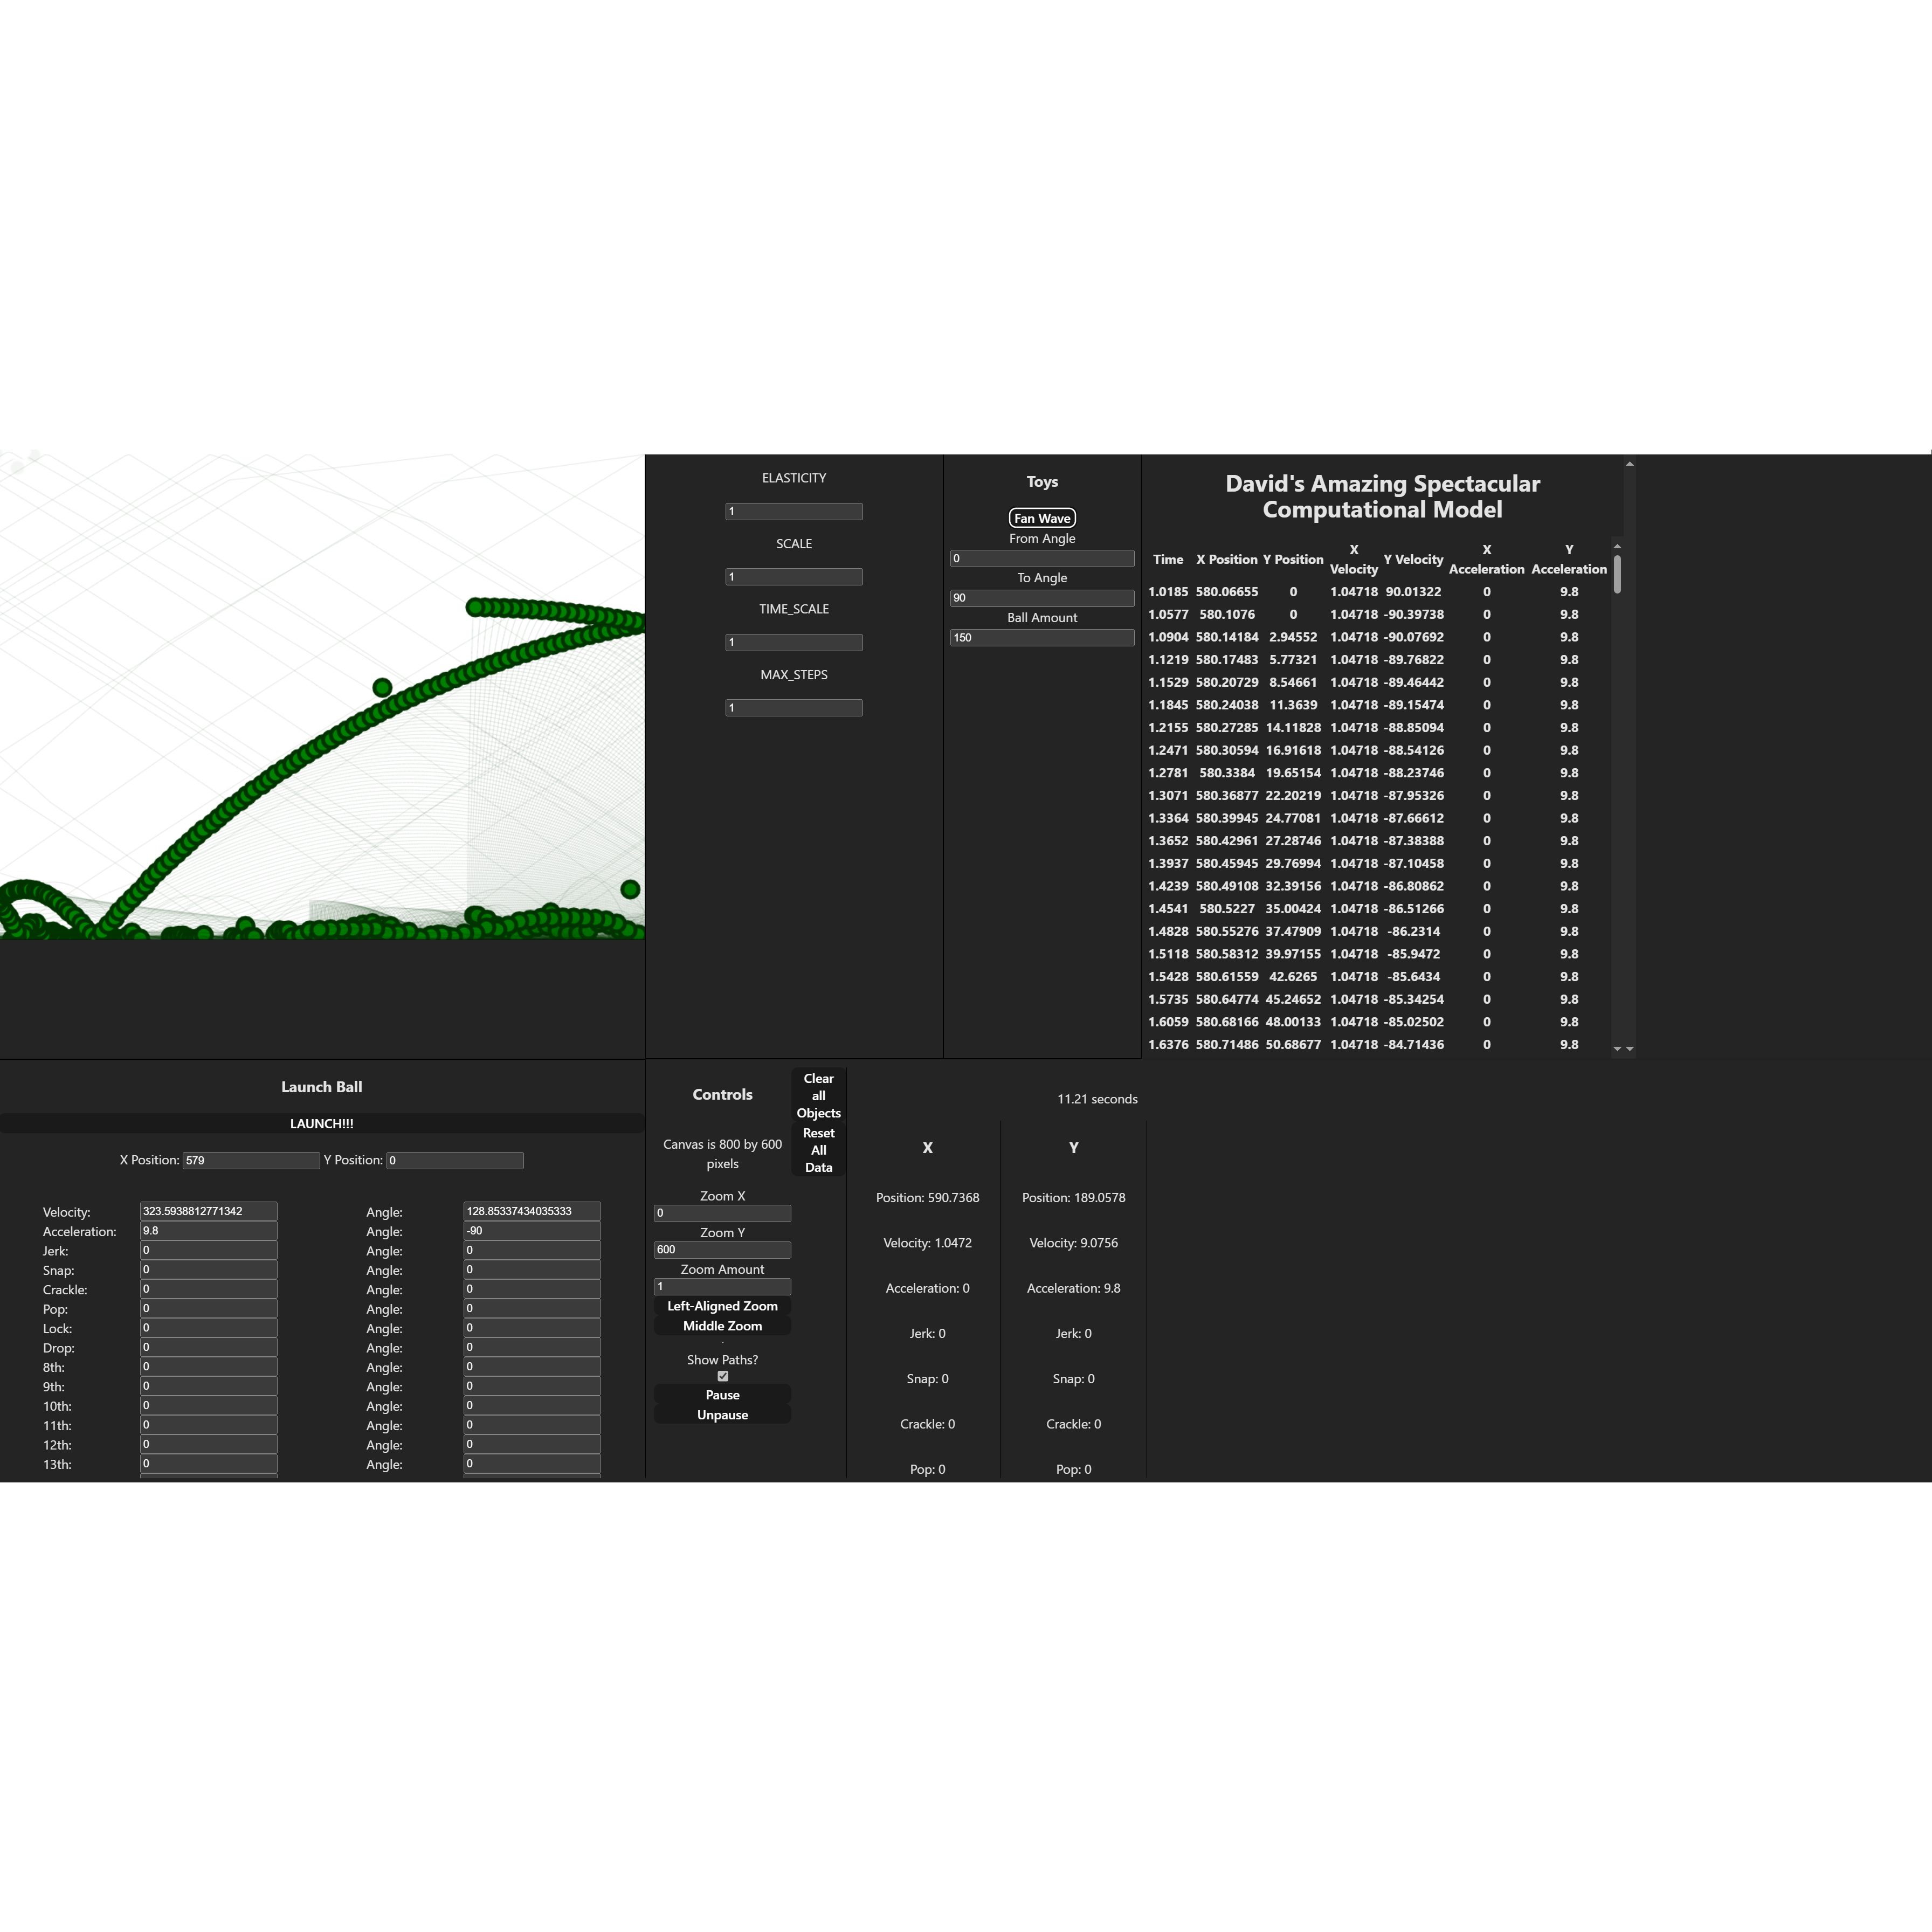 ELASTICITY
1
SCALE
1
TIME_SCALE
1
MAX_STEPS
1
Toys
Fan Wave
From Angle
0
To Angle
90
Ball Amount
150
David's Amazing Spectacular
Computational Model
Time X Position Y Position X Velocity Y Velocity X Acceleration Y Acceleration
1.0185 580.06655 0 1.04718 90.01322 0 9.8
1.0577 580.1076 0 1.04718 -90.39738 0 9.8
1.0904 580.14184 2.94552 1.04718 -90.07692 0 9.8
1.1219 580.17483 5.77321 1.04718 -89.76822 0 9.8
1.1529 580.20729 8.54661 1.04718 -89.46442 0 9.8
1.1845 580.24038 11.3639 1.04718 -89.15474 0 9.8
1.2155 580.27285 14.11828 1.04718 -88.85094 0 9.8
1.2471 580.30594 16.91618 1.04718 -88.54126 0 9.8
1.2781 580.3384 19.65154 1.04718 -88.23746 0 9.8
1.3071 580.36877 22.20219 1.04718 -87.95326 0 9.8
1.3364 580.39945 24.77081 1.04718 -87.66612 0 9.8
1.3652 580.42961 27.28746 1.04718 -87.38388 0 9.8
1.3937 580.45945 29.76994 1.04718 -87.10458 0 9.8
1.4239 580.49108 32.39156 1.04718 -86.80862 0 9.8
1.4541 580.5227 35.00424 1.04718 -86.51266 0 9.8
1.4828 580.55276 37.47909 1.04718 -86.2314 0 9.8
1.5118 580.58312 39.97155 1.04718 -85.9472 0 9.8
1.5428 580.61559 42.6265 1.04718 -85.6434 0 9.8
1.5735 580.64774 45.24652 1.04718 -85.34254 0 9.8
1.6059 580.68166 48.00133 1.04718 -85.02502 0 9.8
1.6376 580.71486 50.68677 1.04718 -84.71436 0 9.8
Launch Ball
LAUNCH!!!
X Position: 579 Y Position: 0
Velocity: 323.5938812771342 Angle: 128.85337434035333
Acceleration: 9.8 Angle: -90
Jerk: 0 Angle: 0
Snap: 0 Angle: 0
Crackle: 0 Angle: 0
Pop: 0 Angle: 0
Lock: 0 Angle: 0
Drop: 0 Angle: 0
8th: 0 Angle: 0
9th: 0 Angle: 0
10th: 0 Angle: 0
11th: 0 Angle: 0
12th: 0 Angle: 0
13th: 0 Angle: 0
Controls
Canvas is 800 by 600
pixels
Zoom X
0
Zoom Y
600
Zoom Amount
1
Left-Aligned Zoom
Middle Zoom
Show Paths?
Pause
Unpause
Clear
all
Objects
Reset
All
Data
11.21 seconds
X
Position: 590.7368
Velocity: 1.0472
Acceleration: 0
Jerk: 0
Snap: 0
Crackle: 0
Pop: 0
Y
Position: 189.0578
Velocity: 9.0756
Acceleration: 9.8
Jerk: 0
Snap: 0
Crackle: 0
Pop: 0